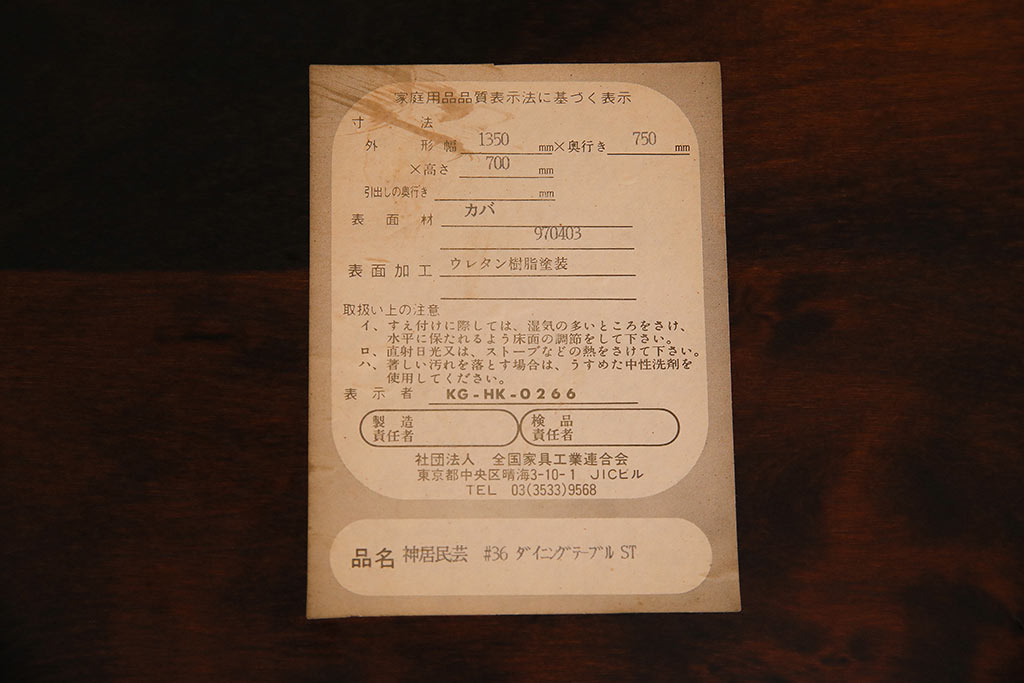 家庭用品品質表示法に基づく表示
寸　　法
外　　形 幅 1350 mm×奥行き 750 mm
×高さ 700 mm
引出しの奥行き mm
表　面　材 カバ
970403
表面加工 ウレタン樹脂塗装
取扱い上の注意
イ、すえ付けに際しては、湿気の多いところをさけ、
水平に保たれるよう床面の調節をして下さい。
ロ、直射日光又は、ストーブなどの熱をさけて下さい。
ハ、著しい汚れを落とす場合は、うすめた中性洗剤を
使用してください。
表　示　者 KG-HK-0266
製　造 検　品
責任者 責任者
社団法人　全国家具工業連合会
東京都中央区晴海3-10-1　JICビル
TEL　03(3533)9568
品名 神居民芸　#36 ダイニングテーブル ST